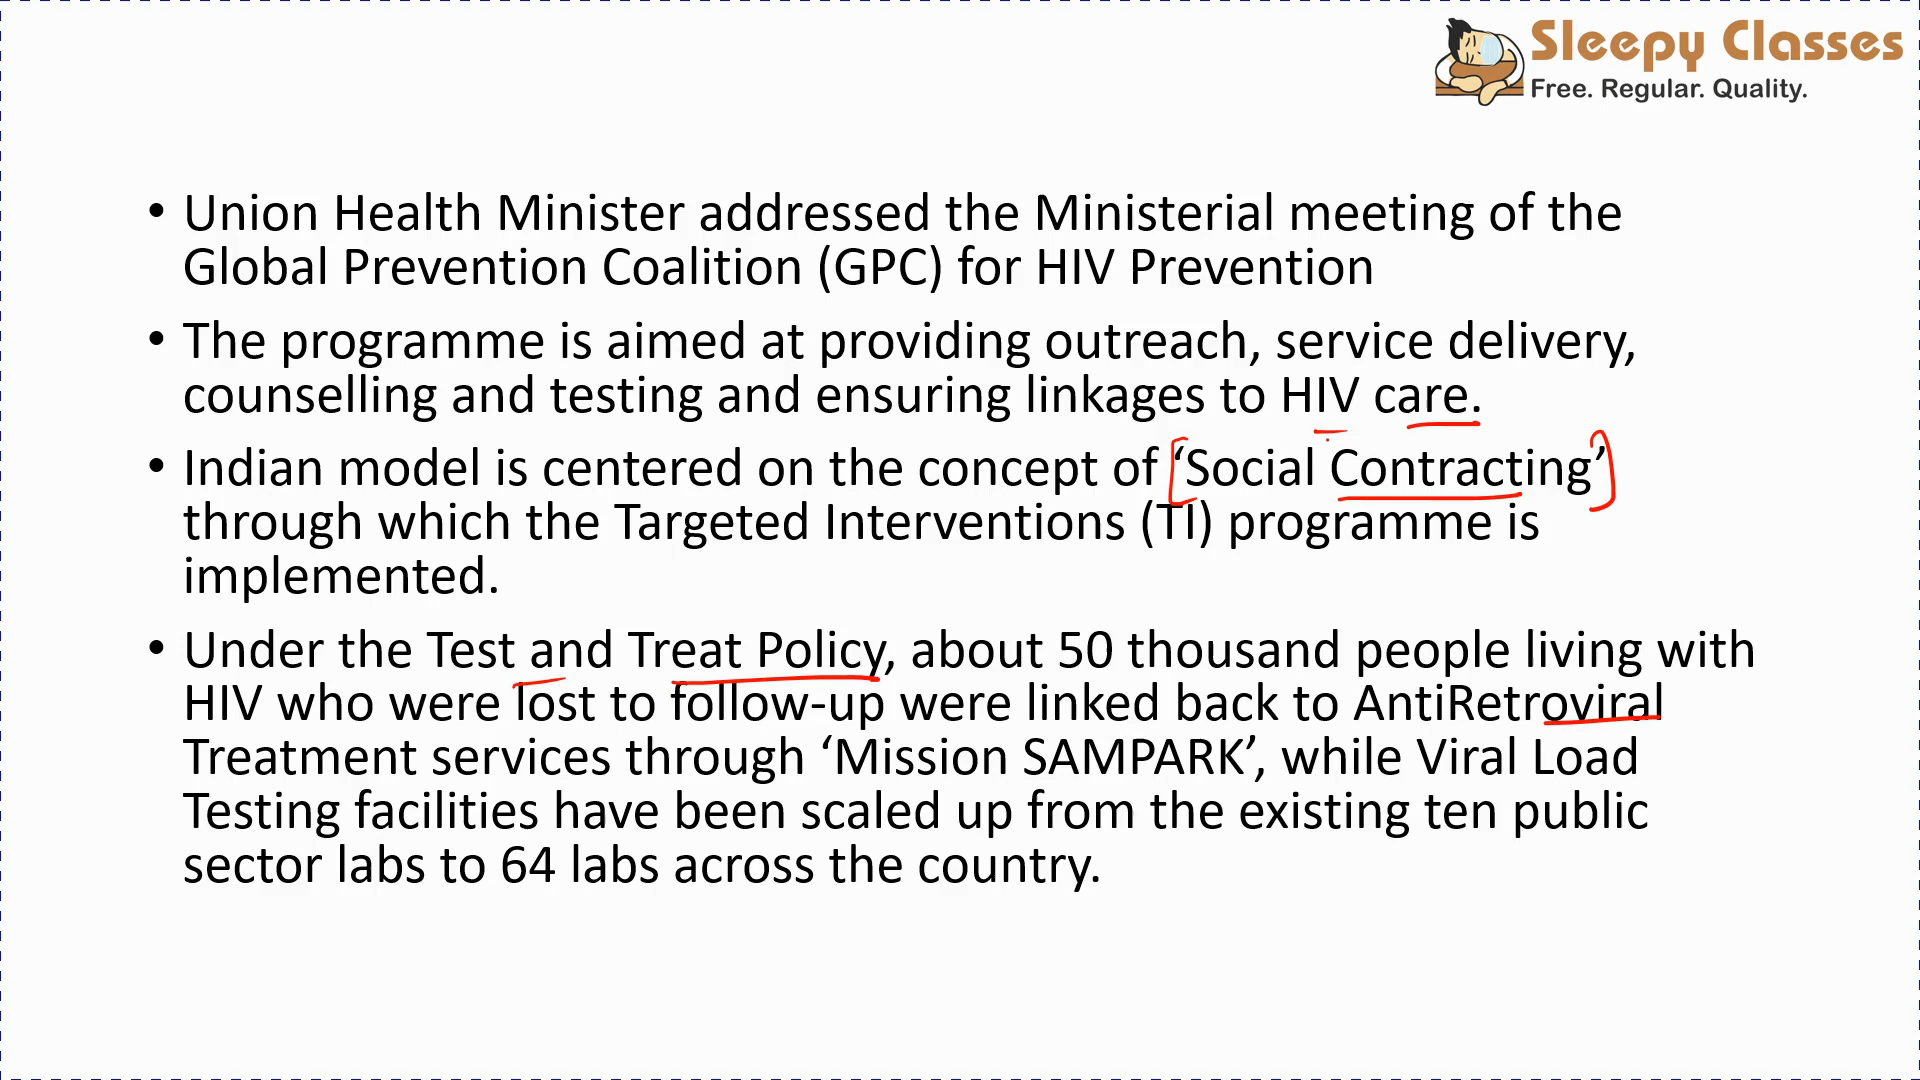 Sleepy Classes
Free. Regular. Quality.
• Union Health Minister addressed the Ministerial meeting of the
Global Prevention Coalition (GPC) for HIV Prevention
• The programme is aimed at providing outreach, service delivery,
counselling and testing and ensuring linkages to HIV care.
• Indian model is centered on the concept of ‘Social Contracting’
through which the Targeted Interventions (TI) programme is
implemented.
• Under the Test and Treat Policy, about 50 thousand people living with
HIV who were lost to follow-up were linked back to AntiRetroviral
Treatment services through ‘Mission SAMPARK’, while Viral Load
Testing facilities have been scaled up from the existing ten public
sector labs to 64 labs across the country.